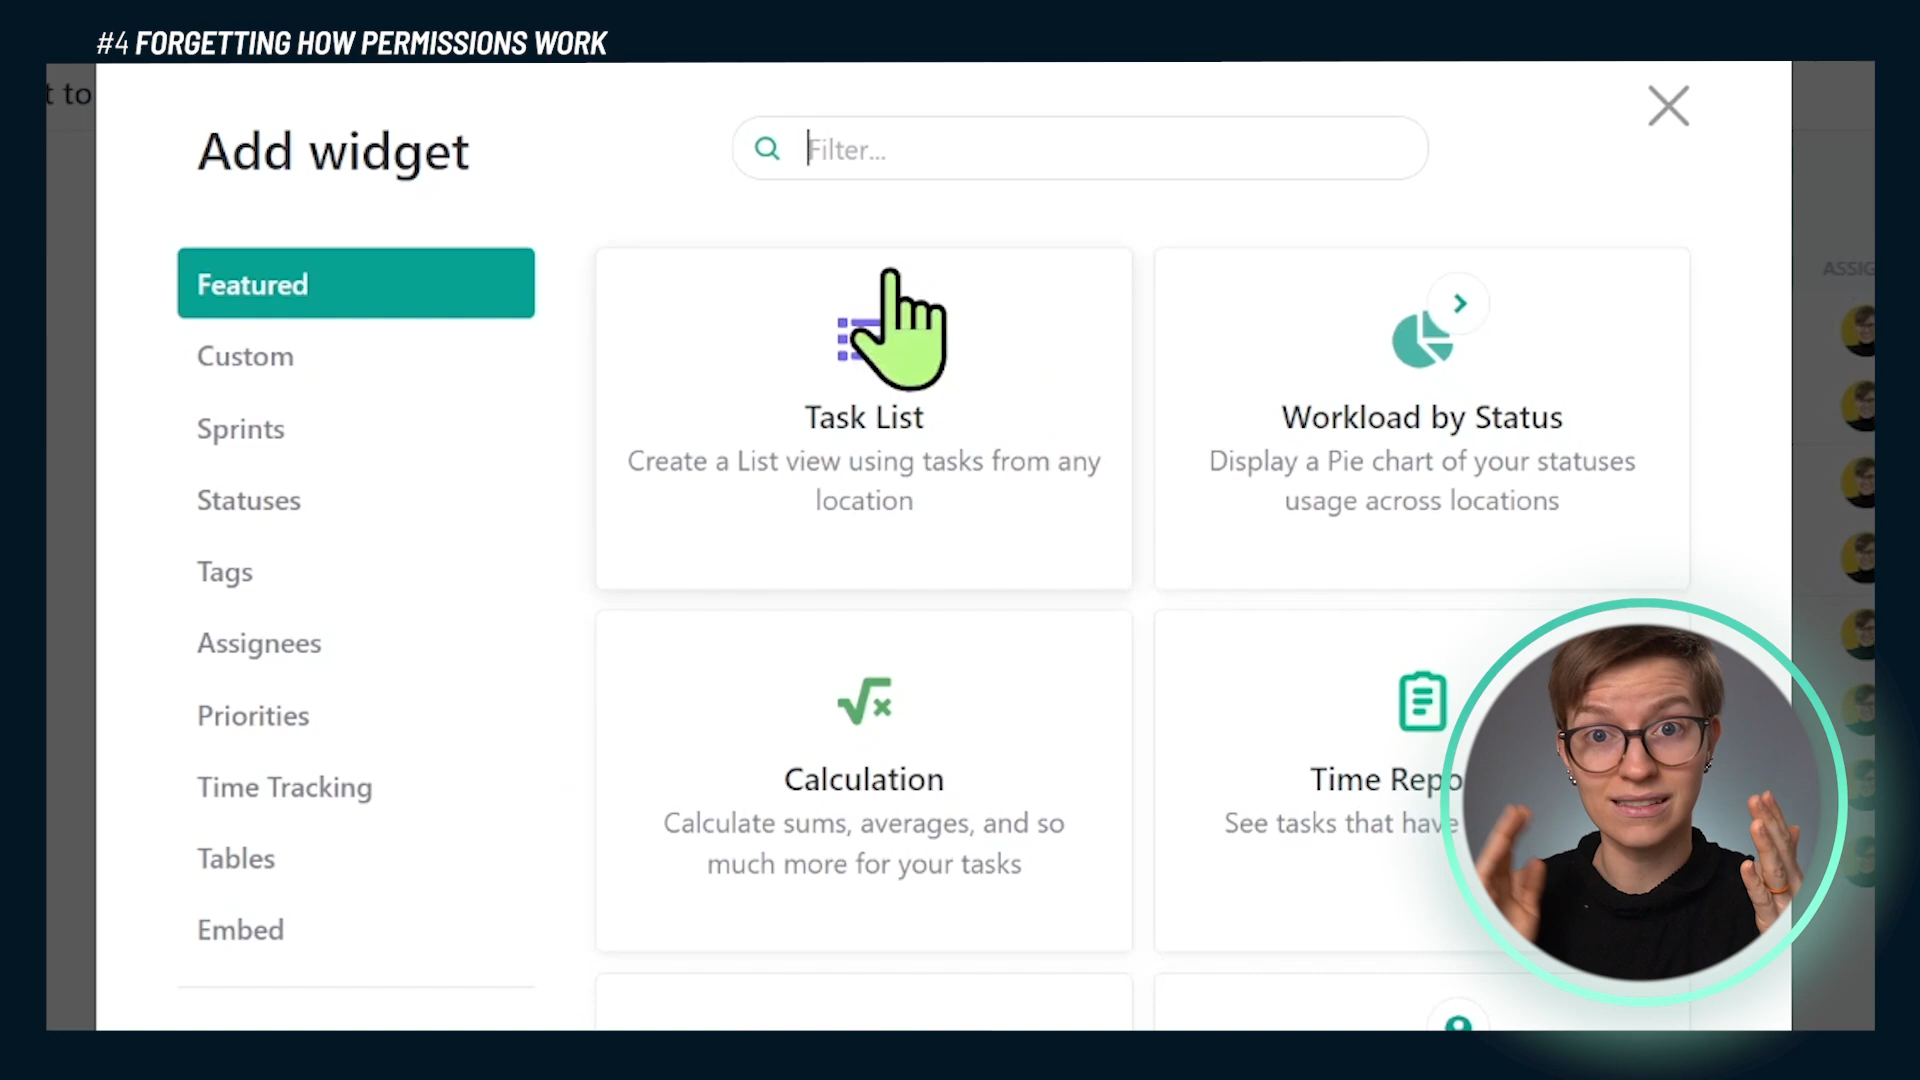 #4 FORGETTING HOW PERMISSIONS WORK
t to
Add widget
Filter...
Featured
Custom
Sprints
Statuses
Tags
Assignees
Priorities
Time Tracking
Tables
Embed
Task List
Create a List view using tasks from any
location
Workload by Status
Display a Pie chart of your statuses
usage across locations
Calculation
Calculate sums, averages, and so
much more for your tasks
Time Repo
See tasks that have
ASSIG